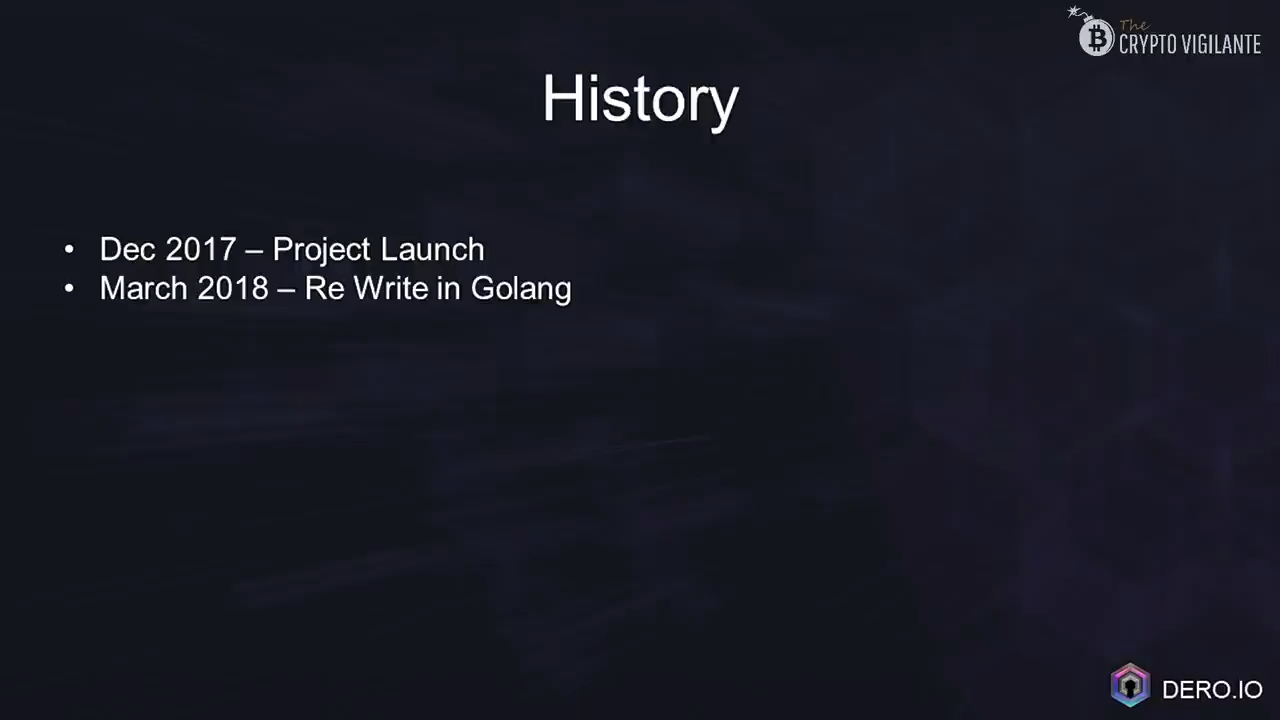 The
CRYPTO VIGILANTE
History
• Dec 2017 – Project Launch
• March 2018 – Re Write in Golang
DERO.IO